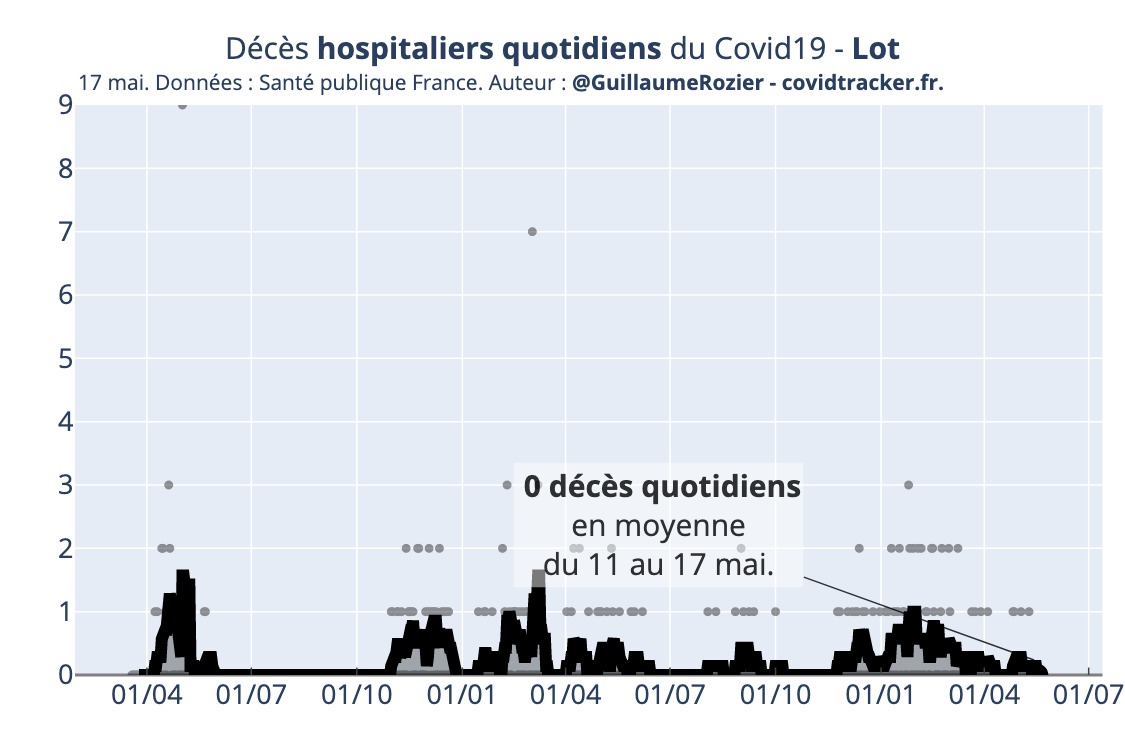 Décès hospitaliers quotidiens du Covid19 - Lot
17 mai. Données : Santé publique France. Auteur : @GuillaumeRozier - covidtracker.fr.
9
8
7
6
5
4
3
2
1
0
0 décès quotidiens
en moyenne
du 11 au 17 mai.
01/04 01/07 01/10 01/01 01/04 01/07 01/10 01/01 01/04 01/07